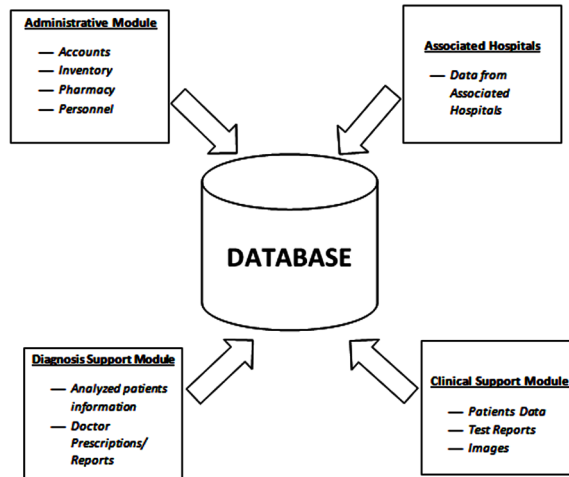 Administrative Module
— Accounts
— Inventory
— Pharmacy
— Personnel
Associated Hospitals
— Data from
Associated
Hospitals
DATABASE
Diagnosis Support Module
— Analyzed patients
information
— Doctor
Prescriptions/
Reports
Clinical Support Module
— Patients Data
— Test Reports
— Images